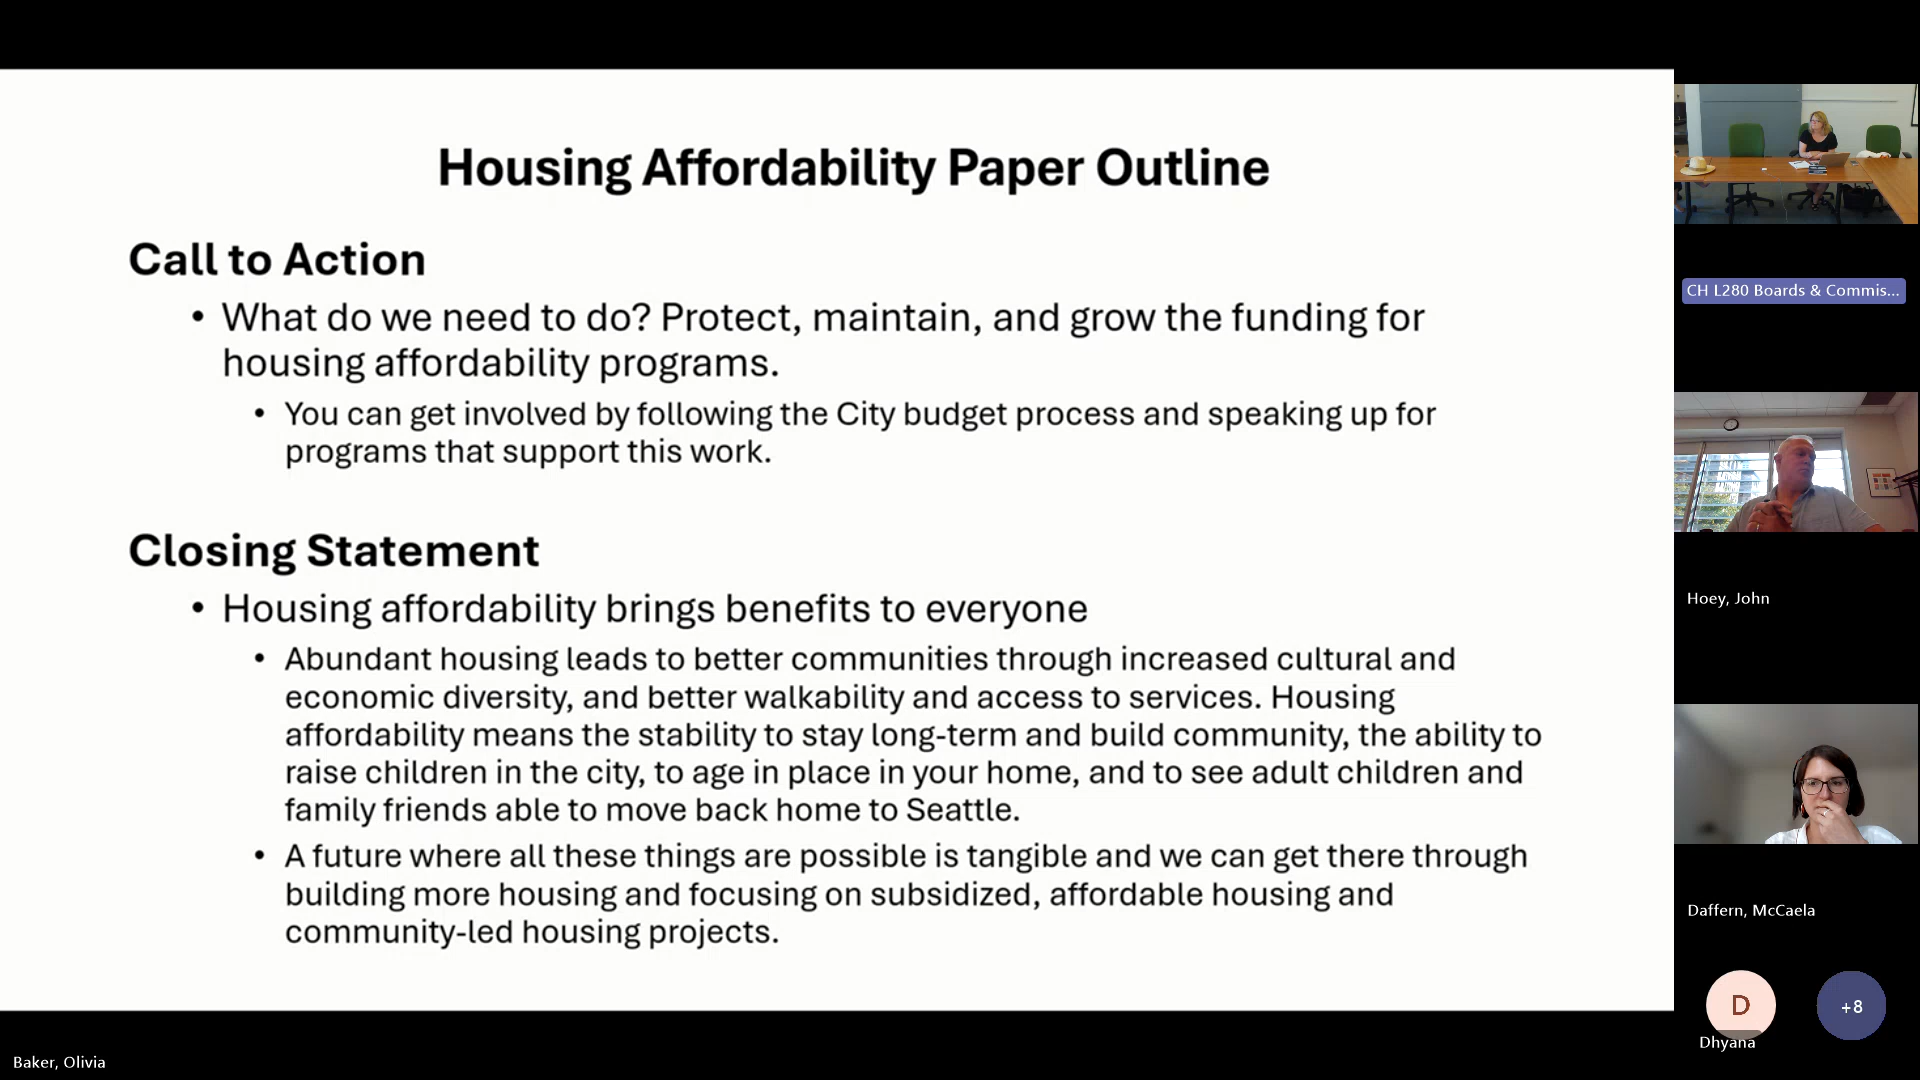 Housing Affordability Paper Outline
Call to Action
• What do we need to do? Protect, maintain, and grow the funding for
housing affordability programs.
• You can get involved by following the City budget process and speaking up for
programs that support this work.
Closing Statement
• Housing affordability brings benefits to everyone
• Abundant housing leads to better communities through increased cultural and
economic diversity, and better walkability and access to services. Housing
affordability means the stability to stay long-term and build community, the ability to
raise children in the city, to age in place in your home, and to see adult children and
family friends able to move back home to Seattle.
• A future where all these things are possible is tangible and we can get there through
building more housing and focusing on subsidized, affordable housing and
community-led housing projects.
CH L280 Boards & Commis...
Hoey, John
Daffern, McCaela
D
+8
Dhyana
Baker, Olivia